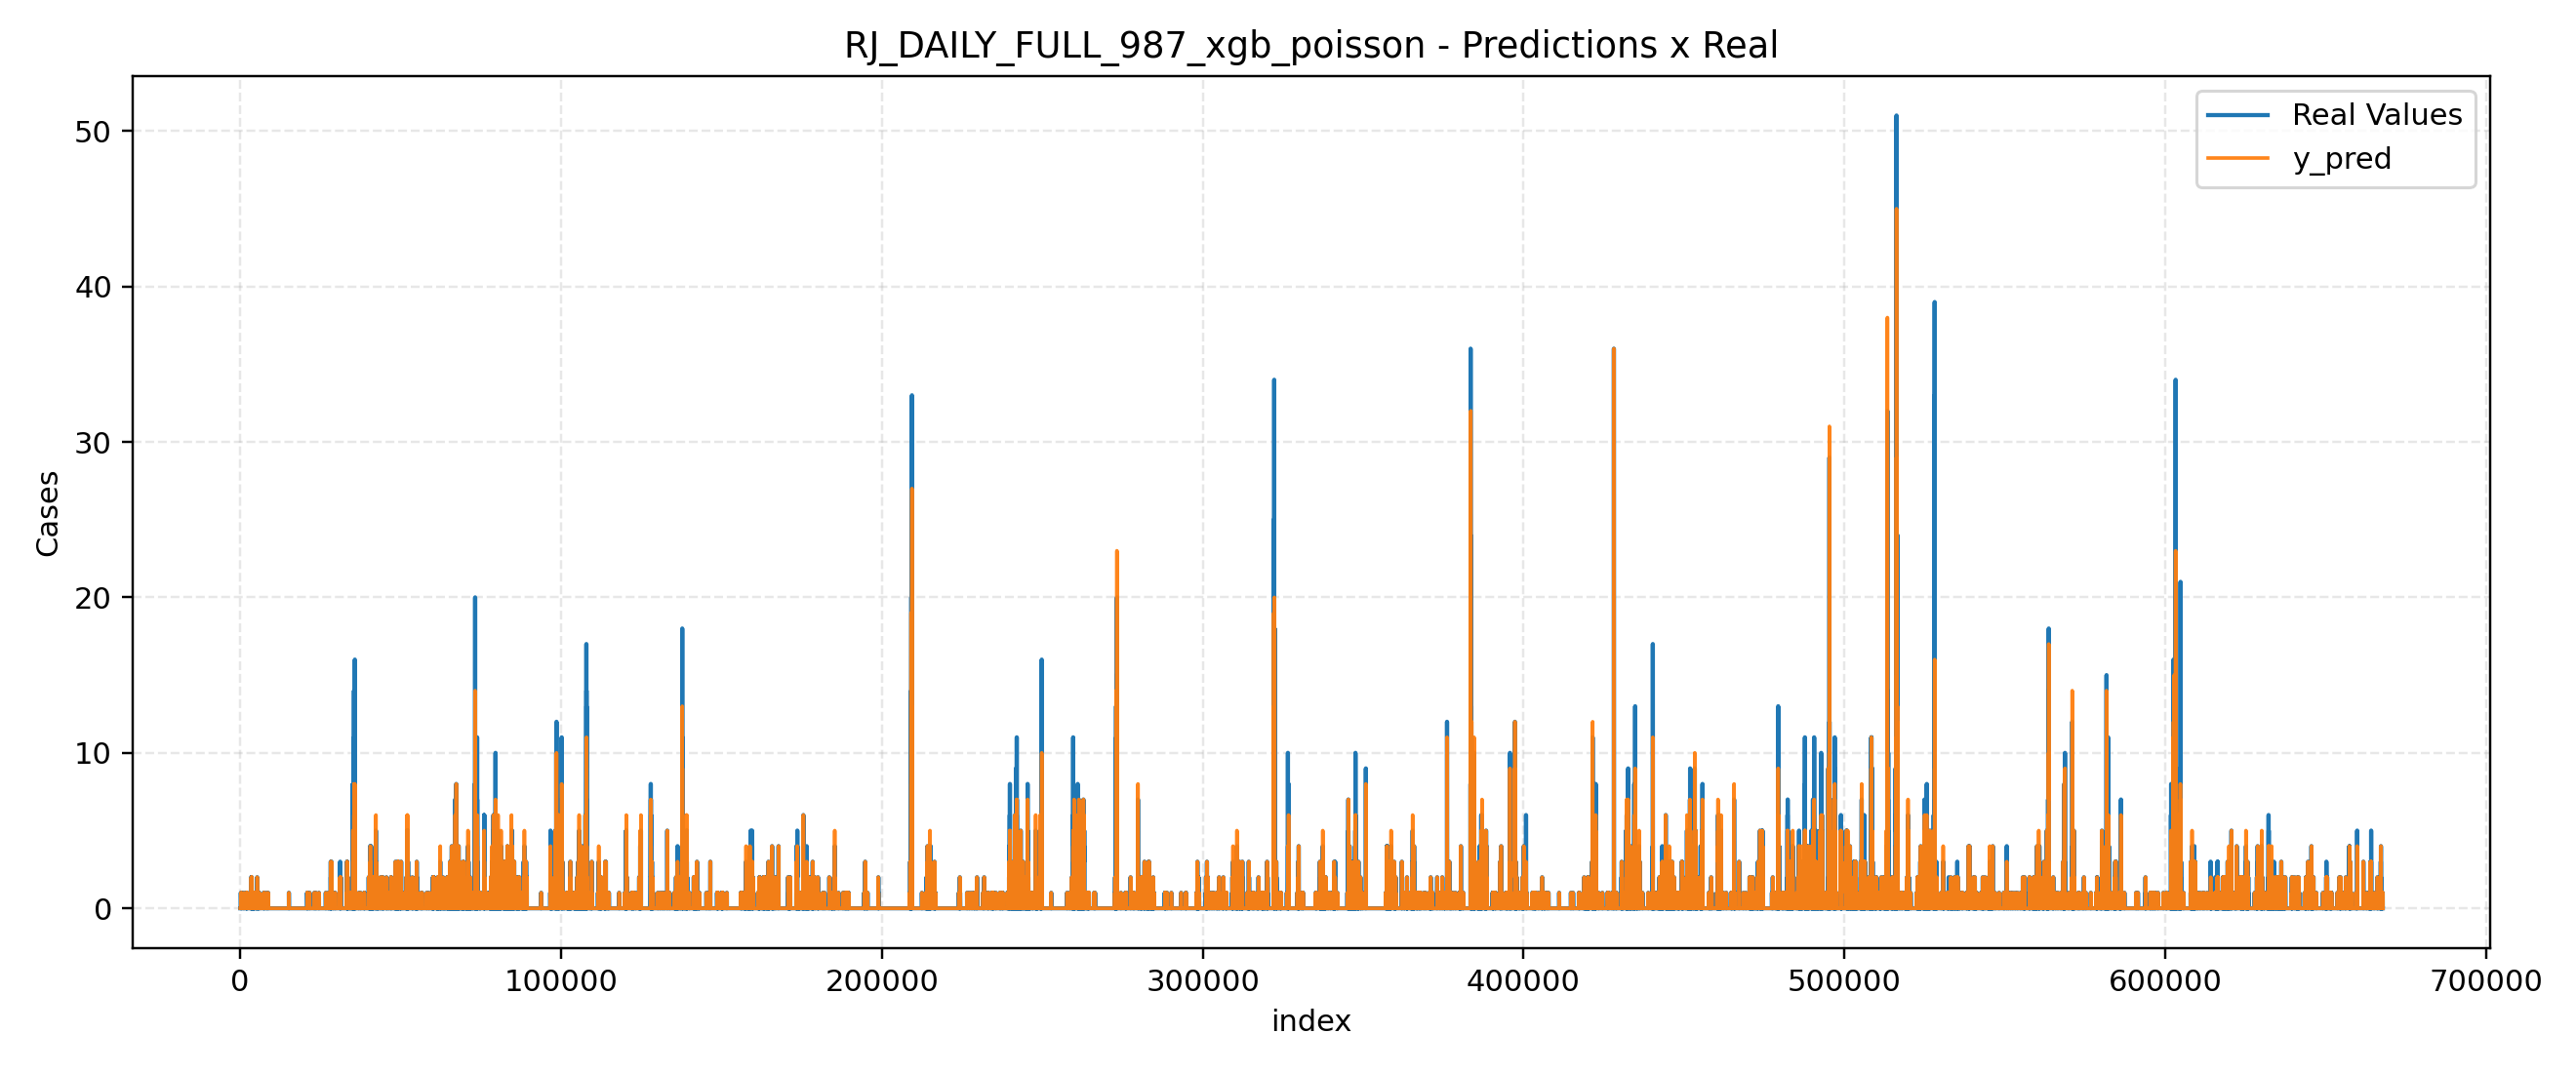 RJ_DAILY_FULL_987_xgb_poisson - Predictions x Real
Real Values
y_pred
50
40
30
20
10
0
Cases
0 100000 200000 300000 400000 500000 600000 700000
index